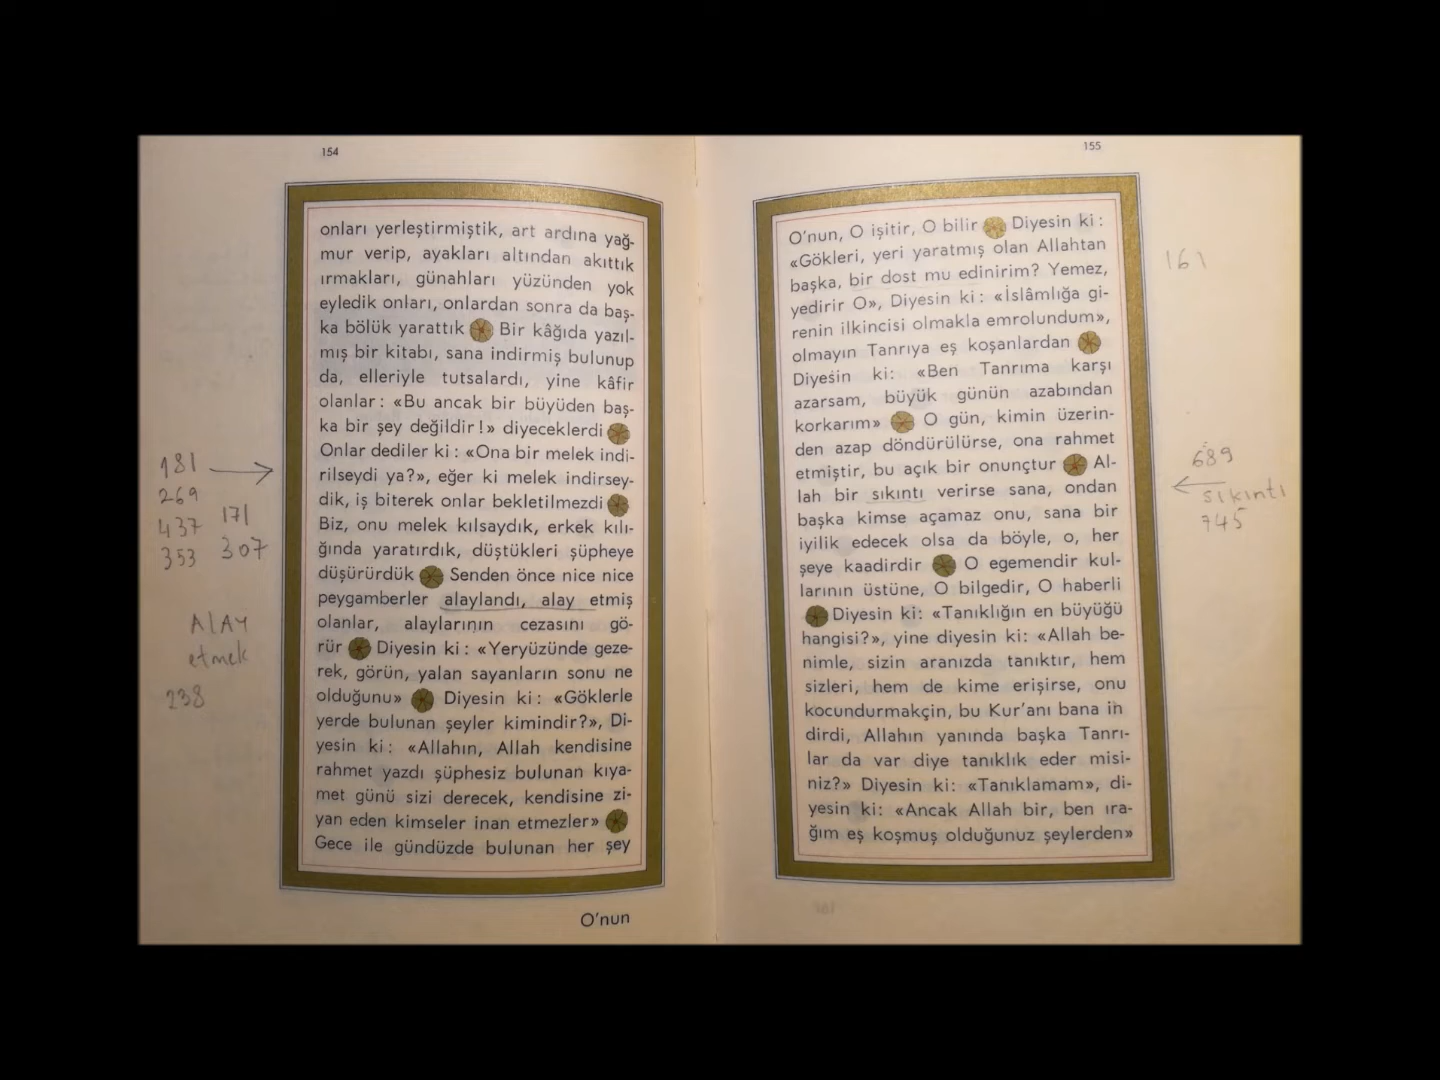 154
onları yerleştirmiştik, art ardına yağ-
mur verip, ayakları altından akıttık
ırmakları, günahları yüzünden yok
eyledik onları, onlardan sonra da baş-
ka bölük yarattık Bir kâğıda yazıl-
mış bir kitabı, sana indirmiş bulunup
da, elleriyle tutsalardı, yine kâfir
olanlar: «Bu ancak bir büyüden baş-
ka bir şey değildir!» diyeceklerdi
Onlar dediler ki: «Ona bir melek indi-
rilseydi ya?», eğer ki melek indirsey-
dik, iş biterek onlar bekletilmezdi
Biz, onu melek kılsaydık, erkek kılı-
ğında yaratırdık, düştükleri şüpheye
düşürürdük Senden önce nice nice
peygamberler alaylandı, alay etmiş
olanlar, alaylarının cezasını gö-
rür Diyesin ki: «Yeryüzünde geze-
rek, görün, yalan sayanların sonu ne
olduğunu» Diyesin ki: «Göklerle
yerde bulunan şeyler kimindir?», Di-
yesin ki: «Allahın, Allah kendisine
rahmet yazdı şüphesiz bulunan kıya-
met günü sizi derecek, kendisine zi-
yan eden kimseler inan etmezler»
Gece ile gündüzde bulunan her şey
O'nun
181
269
437 171
353 307
ALAY
etmek
238
155
O'nun, O işitir, O bilir Diyesin ki:
«Gökleri, yeri yaratmış olan Allahtan
başka, bir dost mu edinirim? Yemez,
yedirir O», Diyesin ki: «İslâmlığa gi-
renin ilkincisi olmakla emrolundum»,
olmayın Tanrıya eş koşanlardan
Diyesin ki: «Ben Tanrıma karşı
azarsam, büyük günün azabından
korkarım» O gün, kimin üzerin-
den azap döndürülürse, ona rahmet
etmiştir, bu açık bir onunçtur Al-
lah bir sıkıntı verirse sana, ondan
başka kimse açamaz onu, sana bir
iyilik edecek olsa da böyle, o, her
şeye kaadirdir O egemendir kul-
larının üstüne, O bilgedir, O haberli
Diyesin ki: «Tanıklığın en büyüğü
hangisi?», yine diyesin ki: «Allah be-
nimle, sizin aranızda tanıktır, hem
sizleri, hem de kime erişirse, onu
kocundurmakçin, bu Kur'anı bana in
dirdi, Allahın yanında başka Tanrı-
lar da var diye tanıklık eder misi-
niz?» Diyesin ki: «Tanıklamam», di-
yesin ki: «Ancak Allah bir, ben ıra-
ğım eş koşmuş olduğunuz şeylerden»
161
689
sıkıntı
745